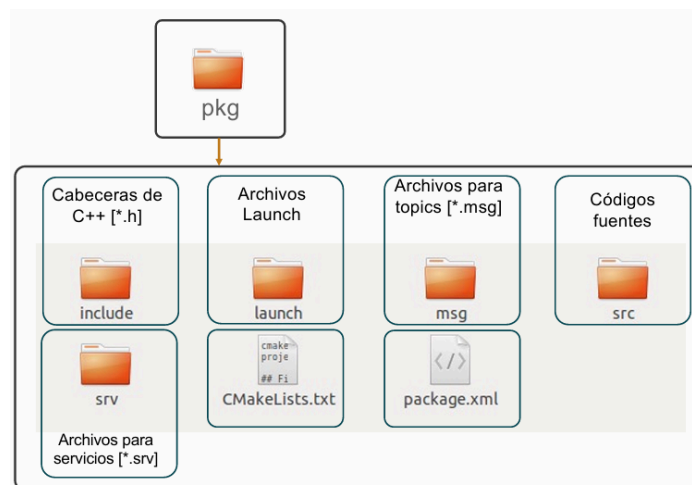 pkg
Cabeceras de
C++ [*.h]
include
Archivos
Launch
launch
Archivos para
topics [*.msg]
msg
Códigos
fuentes
src
srv
Archivos para
servicios [*.srv]
cmake
proje
## Fi
CMakeLists.txt
</>
package.xml